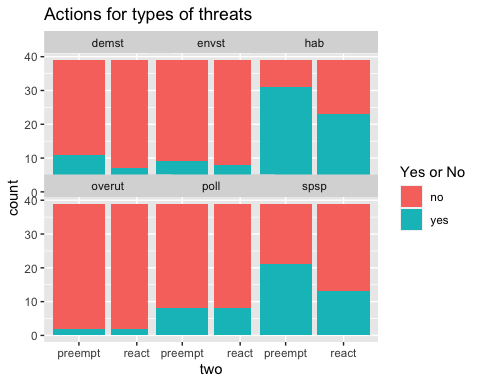 Actions for types of threats
demst envst hab
40
30
20
10
0
overut poll spsp
40
30
20
10
0
preempt react preempt react preempt react
two
count
Yes or No
no
yes